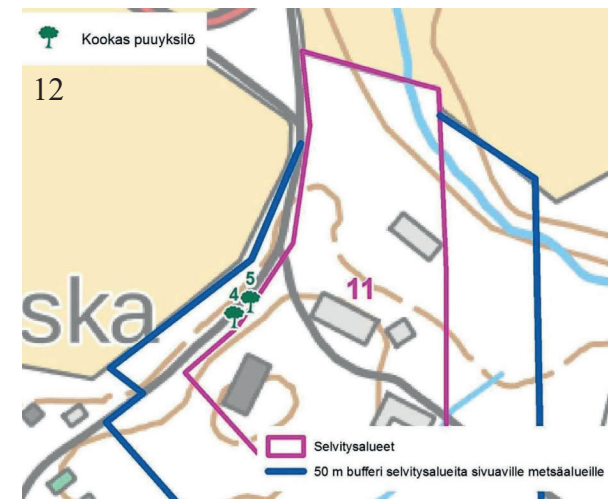 Kookas puuyksilö
12
5
4
11
ska
Selvitysalueet
50 m bufferi selvitysalueita sivuaville metsäalueille